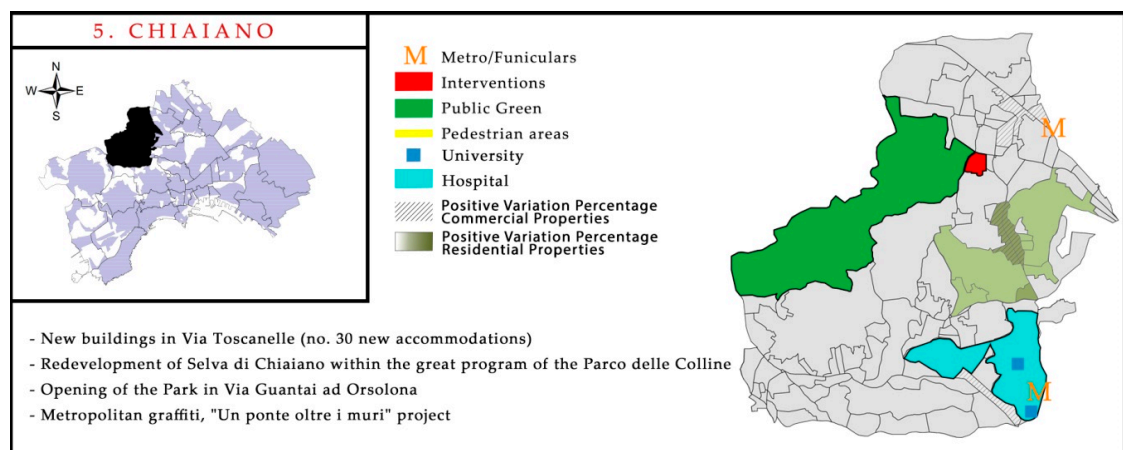 5. CHIAIANO
N
W E
S
M Metro/Funiculars
Interventions
Public Green
Pedestrian areas
University
Hospital
Positive Variation Percentage
Commercial Properties
Positive Variation Percentage
Residential Properties
M
M
- New buildings in Via Toscanelle (no. 30 new accommodations)
- Redevelopment of Selva di Chiaiano within the great program of the Parco delle Colline
- Opening of the Park in Via Guantai ad Orsolona
- Metropolitan graffiti, "Un ponte oltre i muri" project